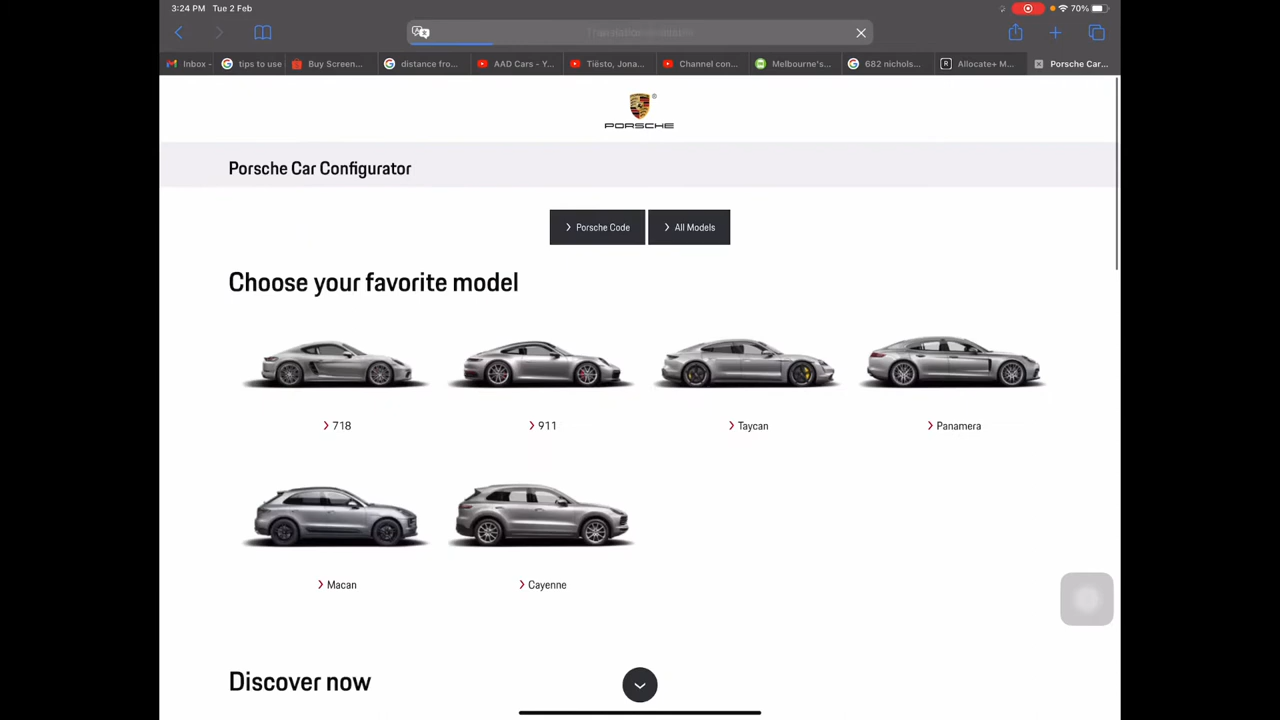 3:24 PM Tue 2 Feb
70%
Inbox -
tips to use
Buy Screen...
distance fro...
AAD Cars - Y...
Tiësto, Jona...
Channel con...
Melbourne's...
682 nichols...
Allocate+ M...
Porsche Car...
PORSCHE
Porsche Car Configurator
Porsche Code
All Models
Choose your favorite model
718
911
Taycan
Panamera
Macan
Cayenne
Discover now